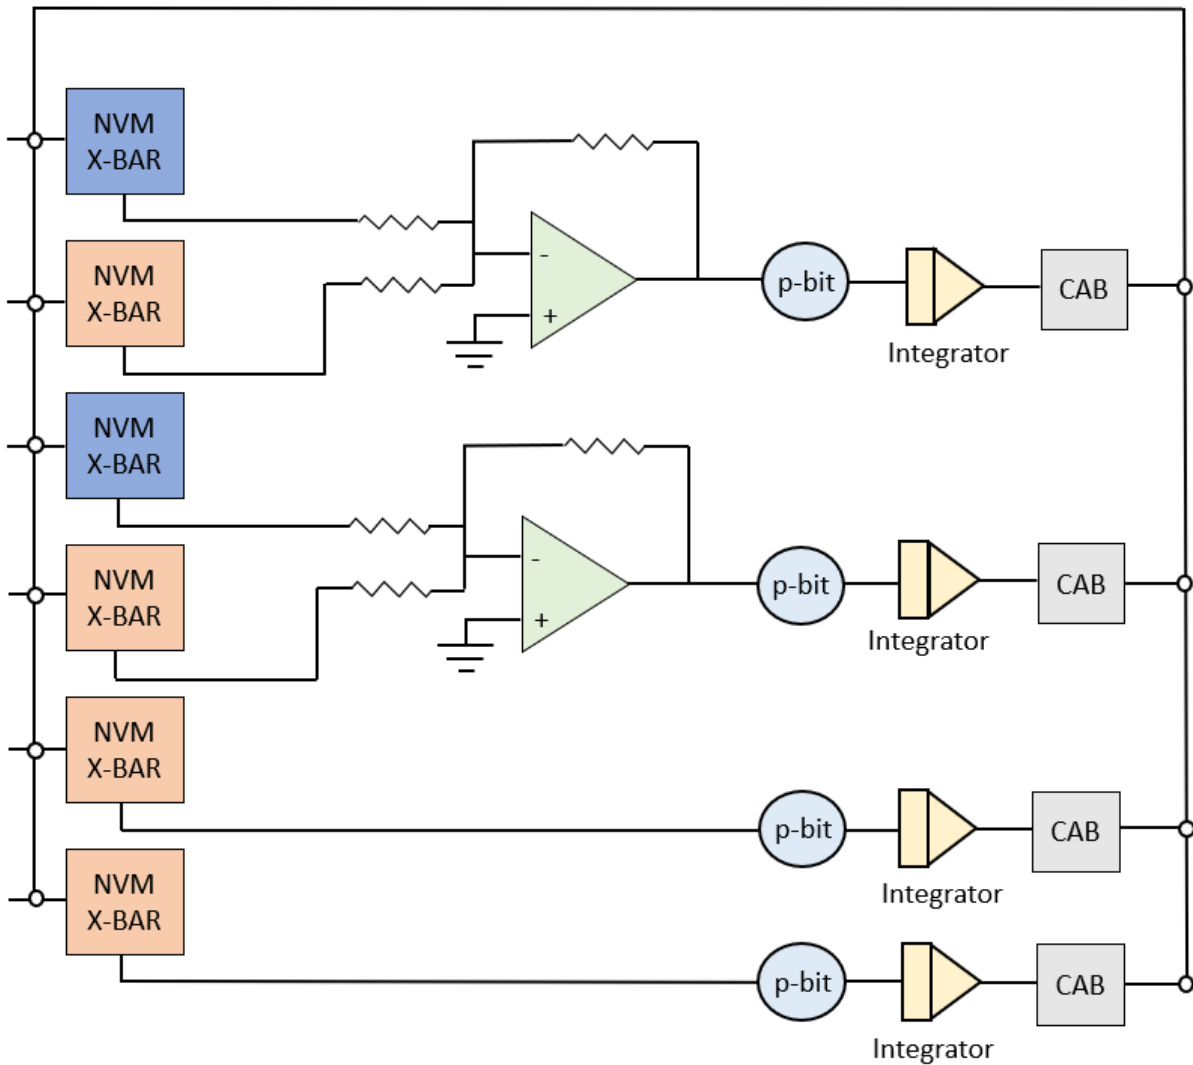 NVM
X-BAR
NVM
X-BAR
-
+
p-bit
Integrator
CAB
NVM
X-BAR
NVM
X-BAR
-
+
p-bit
Integrator
CAB
NVM
X-BAR
p-bit
Integrator
CAB
NVM
X-BAR
p-bit
Integrator
CAB